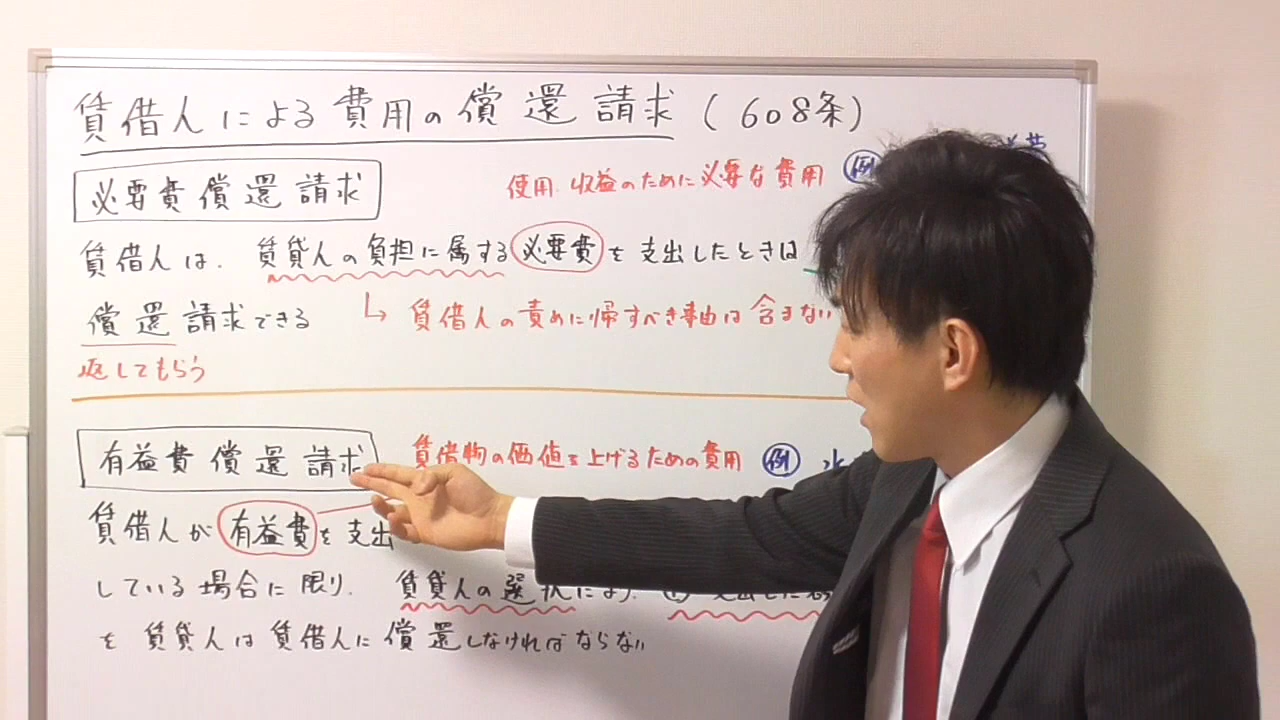 賃借人による費用の償還請求（608条）
必要費償還請求
使用.収益のために必要な費用 例
賃借人は. 賃貸人の負担に属する必要費を支出したときは
償還請求できる
↳ 賃借人の責めに帰すべき事由は含まない
返してもらう
有益費償還請求
賃借物の価値を上げるための費用 例 水
賃借人が有益費を支出
している場合に限り. 賃貸人の選択により. 支出した
を賃貸人は賃借人に償還しなければならない